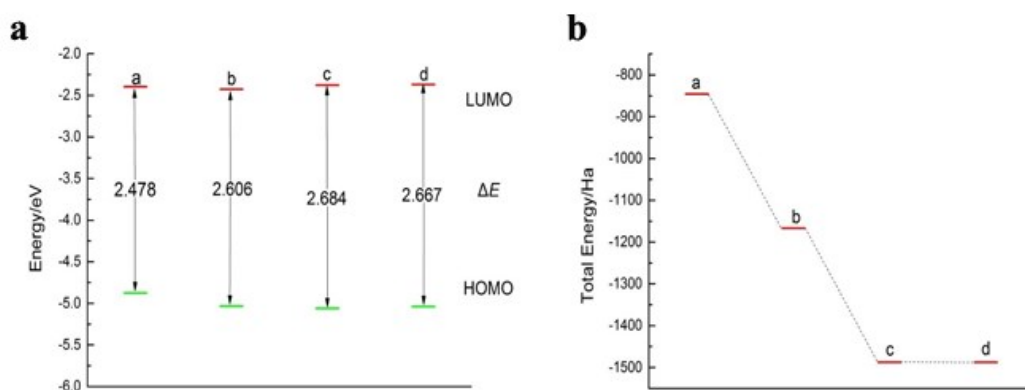 a
-2.0
-2.5
-3.0
-3.5
-4.0
-4.5
-5.0
-5.5
-6.0
Energy/eV
a b c d
LUMO
2.478 2.606 2.684 2.667 ΔE
HOMO
b
-800
-900
-1000
-1100
-1200
-1300
-1400
-1500
Total Energy/Ha
a
b
c d